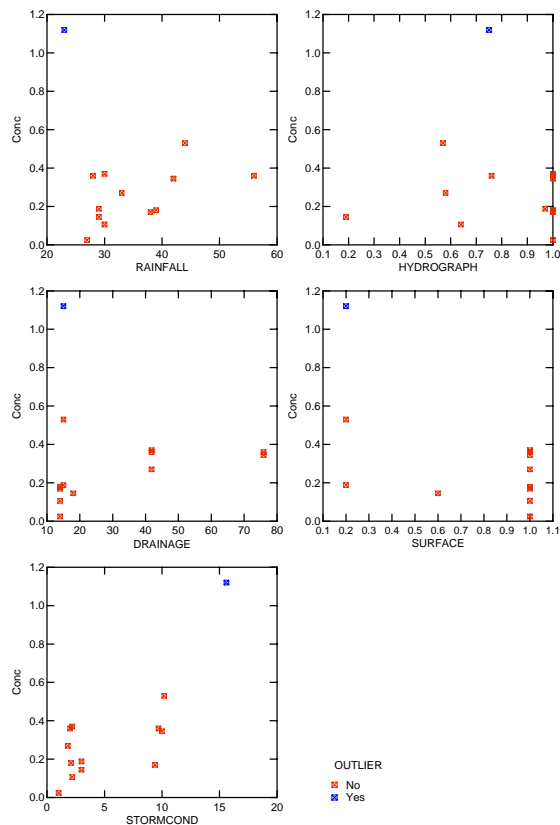 1.2 1.2
1.0 1.0
0.8 0.8
Conc 0.6 Conc 0.6
0.4 0.4
0.2 0.2
0.0 0.0
20 30 40 50 60 0.1 0.2 0.3 0.4 0.5 0.6 0.7 0.8 0.9 1.0
RAINFALL HYDROGRAPH
1.2 1.2
1.0 1.0
0.8 0.8
Conc 0.6 Conc 0.6
0.4 0.4
0.2 0.2
0.0 0.0
10 20 30 40 50 60 70 80 0.1 0.2 0.3 0.4 0.5 0.6 0.7 0.8 0.9 1.0 1.1
DRAINAGE SURFACE
1.2
1.0
0.8
Conc 0.6
0.4
0.2
0.0
0 5 10 15 20
STORMCOND
OUTLIER
No
Yes